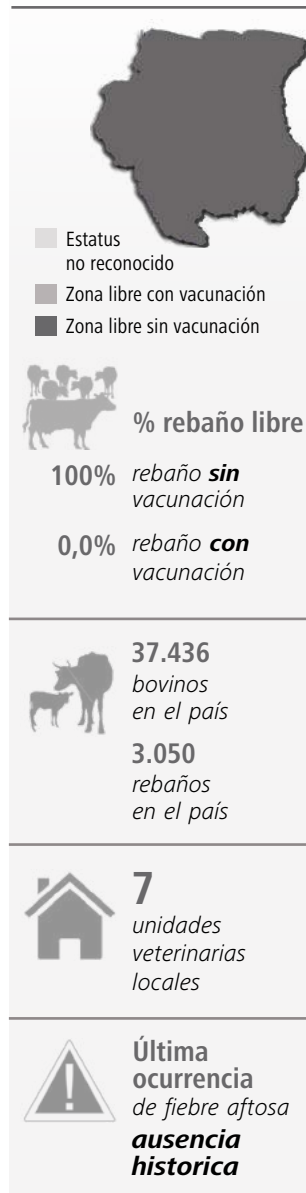 Estatus
no reconocido
Zona libre con vacunación
Zona libre sin vacunación
% rebaño libre
100% rebaño sin
vacunación
0,0% rebaño con
vacunación
37.436
bovinos
en el país
3.050
rebaños
en el país
7
unidades
veterinarias
locales
Última
ocurrencia
de fiebre aftosa
ausencia
historica